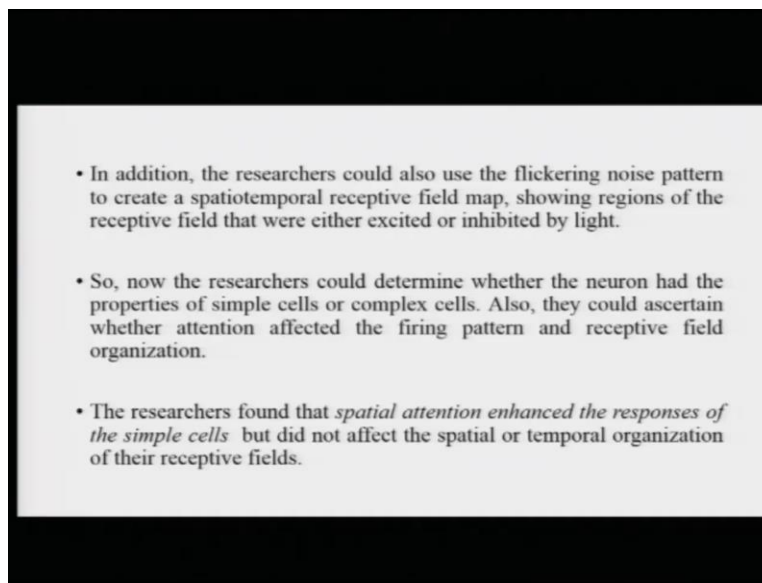 • In addition, the researchers could also use the flickering noise pattern
to create a spatiotemporal receptive field map, showing regions of the
receptive field that were either excited or inhibited by light.
• So, now the researchers could determine whether the neuron had the
properties of simple cells or complex cells. Also, they could ascertain
whether attention affected the firing pattern and receptive field
organization.
• The researchers found that spatial attention enhanced the responses of
the simple cells but did not affect the spatial or temporal organization
of their receptive fields.